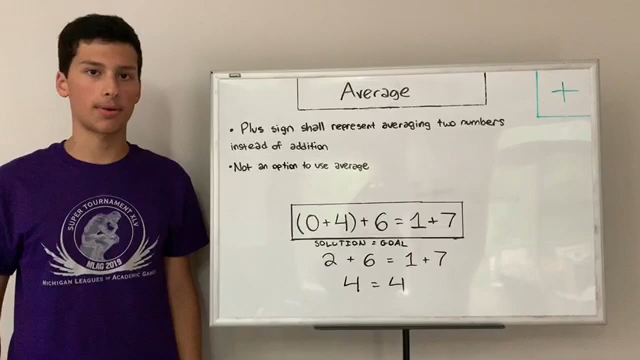 Average
+
• Plus sign shall represent averaging two numbers
instead of addition
• Not an option to use average
(0+4)+6=1+7
SOLUTION = GOAL
2+6=1+7
4=4
SUPER TOURNAMENT XLV
MLAG 2019
MICHIGAN LEAGUES OF ACADEMIC GAMES